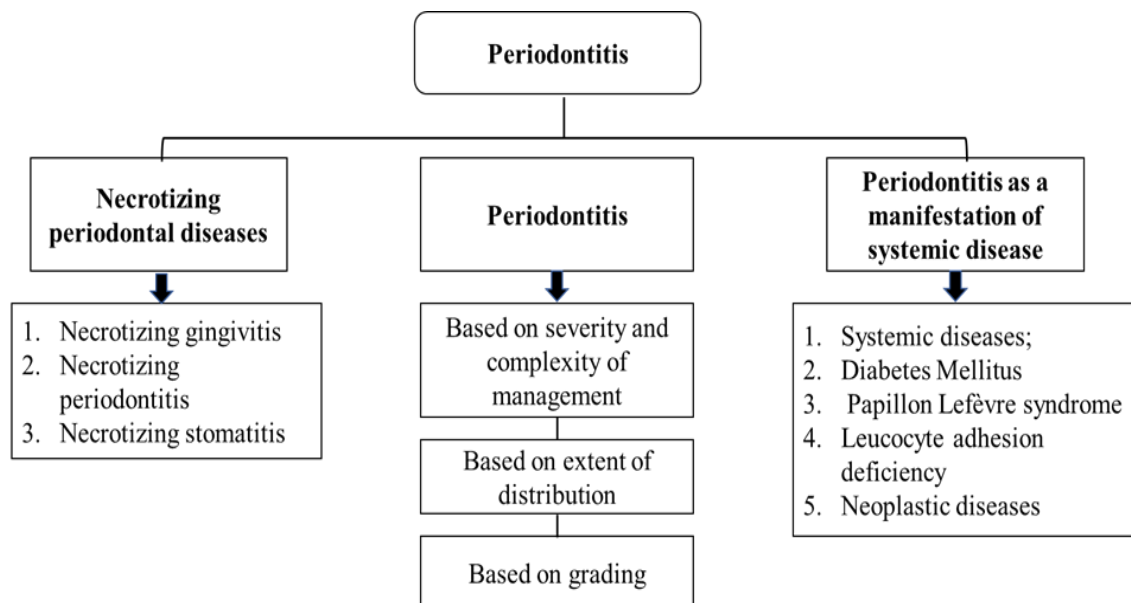 Periodontitis
Necrotizing
periodontal diseases
1. Necrotizing gingivitis
2. Necrotizing
periodontitis
3. Necrotizing stomatitis
Periodontitis
Based on severity and
complexity of
management
Based on extent of
distribution
Based on grading
Periodontitis as a
manifestation of
systemic disease
1. Systemic diseases;
2. Diabetes Mellitus
3. Papillon Lefèvre syndrome
4. Leucocyte adhesion
deficiency
5. Neoplastic diseases